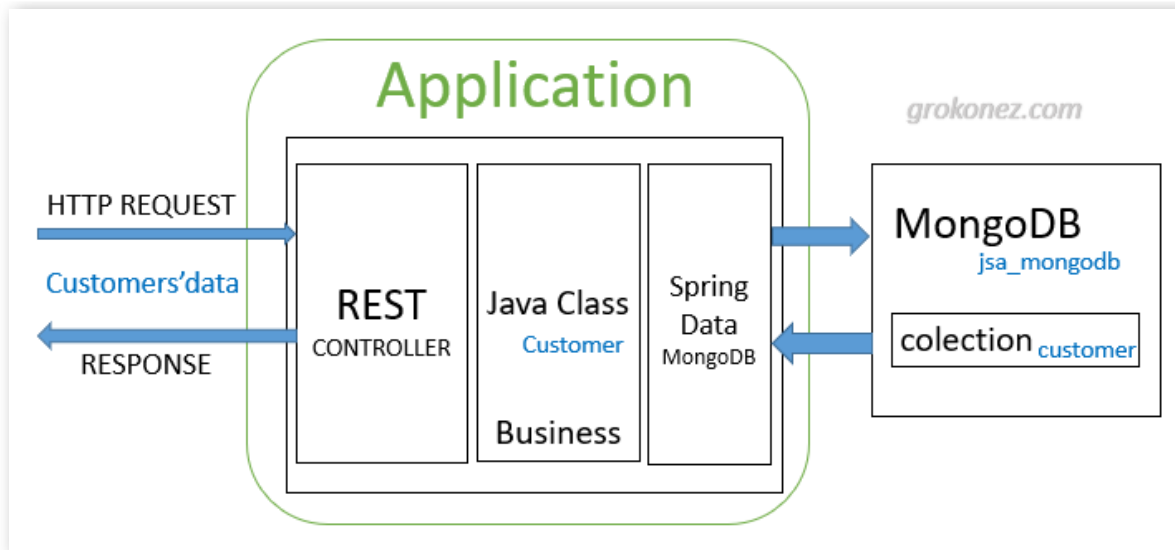 Application
grokonez.com
HTTP REQUEST
Customers'data
RESPONSE
REST
CONTROLLER
Java Class
Customer
Business
Spring
Data
MongoDB
MongoDB
jsa_mongodb
colection customer